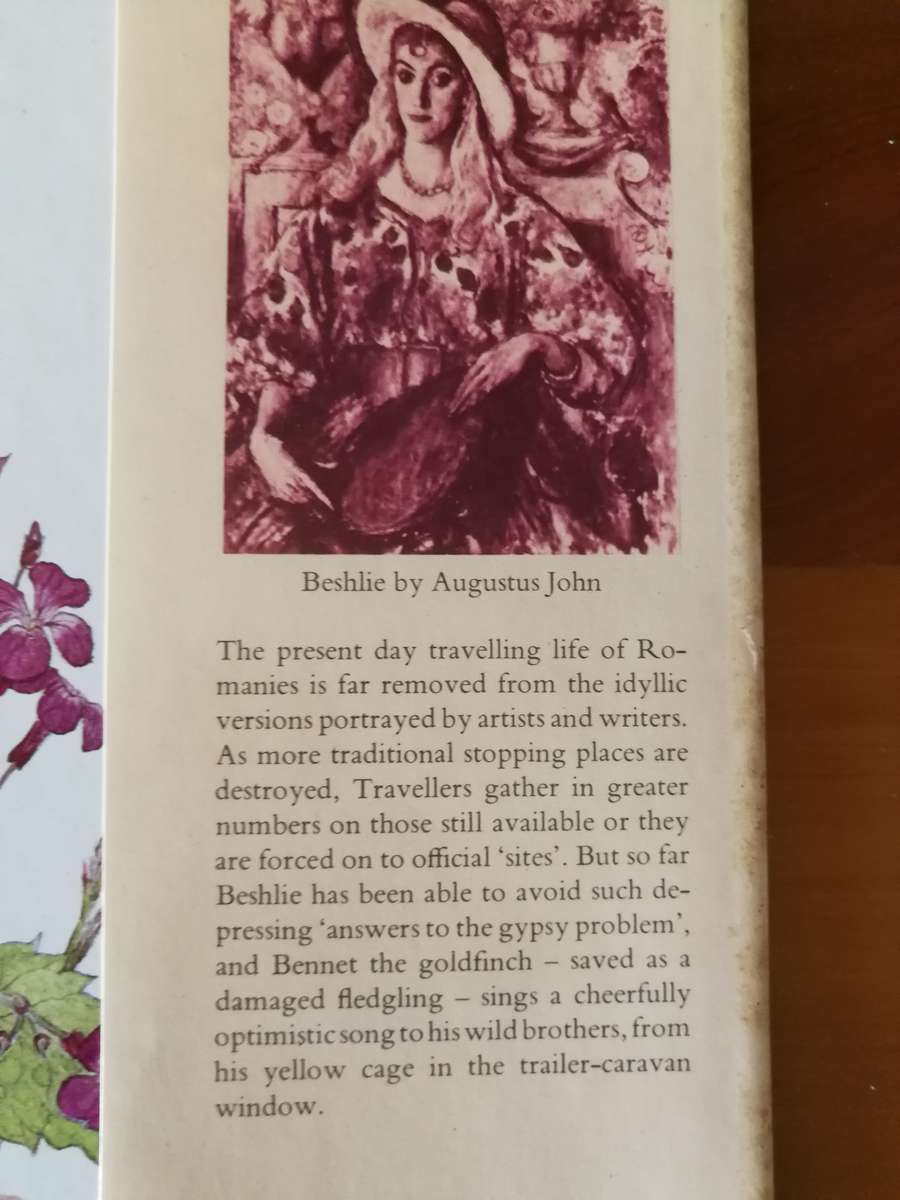 Beshlie by Augustus John
The present day travelling life of Ro-
manies is far removed from the idyllic
versions portrayed by artists and writers.
As more traditional stopping places are
destroyed, Travellers gather in greater
numbers on those still available or they
are forced on to official ‘sites’. But so far
Beshlie has been able to avoid such de-
pressing ‘answers to the gypsy problem’,
and Bennet the goldfinch – saved as a
damaged fledgling – sings a cheerfully
optimistic song to his wild brothers, from
his yellow cage in the trailer-caravan
window.